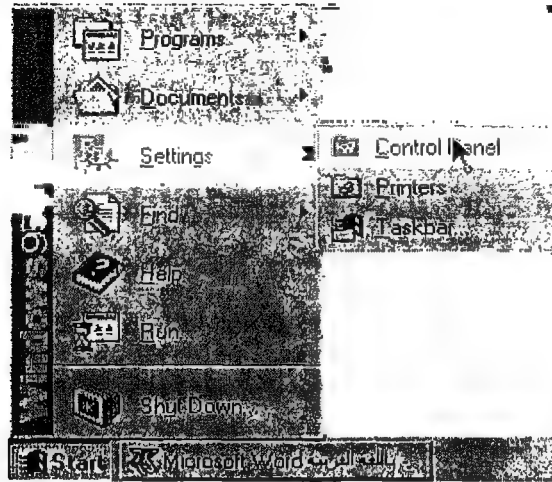 Programs
Documents
Settings
Control Panel
Printers
Taskbar
Find
Help
Run...
Shut Down...
Start
Microsoft Word